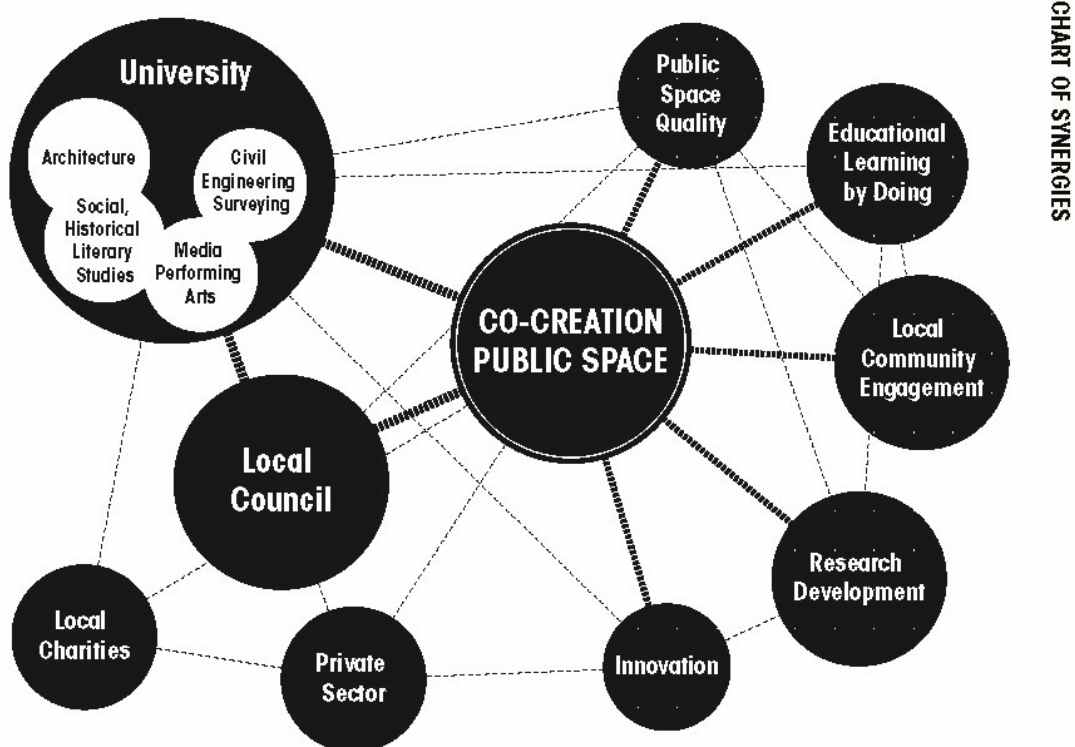 CHART OF SYNERGIES
University
Architecture
Civil
Engineering
Surveying
Social,
Historical
Literary
Studies
Media
Performing
Arts
Public
Space
Quality
Educational
Learning
by Doing
CO-CREATION
PUBLIC SPACE
Local
Community
Engagement
Local
Council
Research
Development
Local
Charities
Private
Sector
Innovation